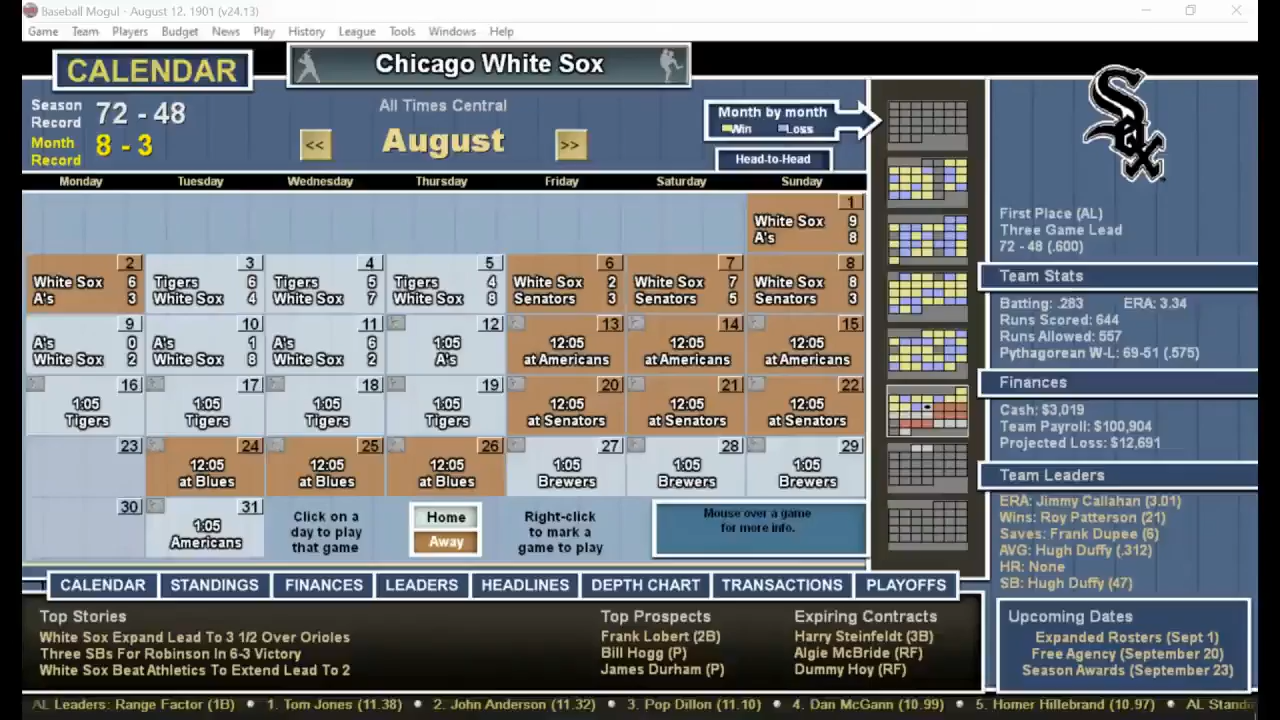 Baseball Mogul - August 12, 1901 (v24.13)
Game Team Players Budget News Play History League Tools Windows Help
CALENDAR
Chicago White Sox
Season Record 72 - 48
Month Record 8 - 3
All Times Central
<< August >>
Month by month
Win Loss
Head-to-Head
Monday Tuesday Wednesday Thursday Friday Saturday Sunday
1
White Sox 9
A's 8
2 3 4 5 6 7 8
White Sox 6 Tigers 6 Tigers 5 Tigers 4 White Sox 2 White Sox 7 White Sox 8
A's 3 White Sox 4 White Sox 7 White Sox 8 Senators 3 Senators 5 Senators 3
9 10 11 12 13 14 15
A's 0 A's 1 A's 6 1:05 12:05 12:05 12:05
White Sox 2 White Sox 8 White Sox 2 A's at Americans at Americans at Americans
16 17 18 19 20 21 22
1:05 1:05 1:05 1:05 12:05 12:05 12:05
Tigers Tigers Tigers Tigers at Senators at Senators at Senators
23 24 25 26 27 28 29
12:05 12:05 12:05 1:05 1:05 1:05
at Blues at Blues at Blues Brewers Brewers Brewers
30 31
1:05
Americans
Click on a
day to play
that game
Home
Away
Right-click
to mark a
game to play
Mouse over a game
for more info.
Sox
First Place (AL)
Three Game Lead
72 - 48 (.600)
Team Stats
Batting: .283 ERA: 3.34
Runs Scored: 644
Runs Allowed: 557
Pythagorean W-L: 69-51 (.575)
Finances
Cash: $3,019
Team Payroll: $100,904
Projected Loss: $12,691
Team Leaders
ERA: Jimmy Callahan (3.01)
Wins: Roy Patterson (21)
Saves: Frank Dupee (6)
AVG: Hugh Duffy (.312)
HR: None
SB: Hugh Duffy (47)
CALENDAR STANDINGS FINANCES LEADERS HEADLINES DEPTH CHART TRANSACTIONS PLAYOFFS
Top Stories
White Sox Expand Lead To 3 1/2 Over Orioles
Three SBs For Robinson In 6-3 Victory
White Sox Beat Athletics To Extend Lead To 2
Top Prospects
Frank Lobert (2B)
Bill Hogg (P)
James Durham (P)
Expiring Contracts
Harry Steinfeldt (3B)
Algie McBride (RF)
Dummy Hoy (RF)
Upcoming Dates
Expanded Rosters (Sept 1)
Free Agency (September 20)
Season Awards (September 23)
AL Leaders: Range Factor (1B) • 1. Tom Jones (11.38) • 2. John Anderson (11.32) • 3. Pop Dillon (11.10) • 4. Dan McGann (10.99) • 5. Homer Hillebrand (10.97) • AL Standi